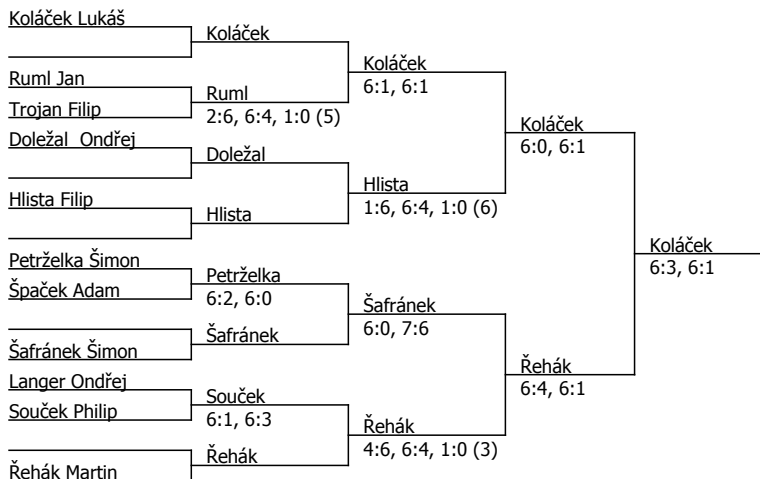 Koláček Lukáš
Koláček
Koláček
6:1, 6:1
Ruml Jan
Ruml
2:6, 6:4, 1:0 (5)
Trojan Filip
Koláček
6:0, 6:1
Doležal  Ondřej
Doležal
Hlista
1:6, 6:4, 1:0 (6)
Hlista Filip
Hlista
Koláček
6:3, 6:1
Petrželka Šimon
Petrželka
6:2, 6:0
Špaček Adam
Šafránek
6:0, 7:6
Šafránek
Šafránek Šimon
Řehák
6:4, 6:1
Langer Ondřej
Souček
6:1, 6:3
Souček Philip
Řehák
4:6, 6:4, 1:0 (3)
Řehák
Řehák Martin